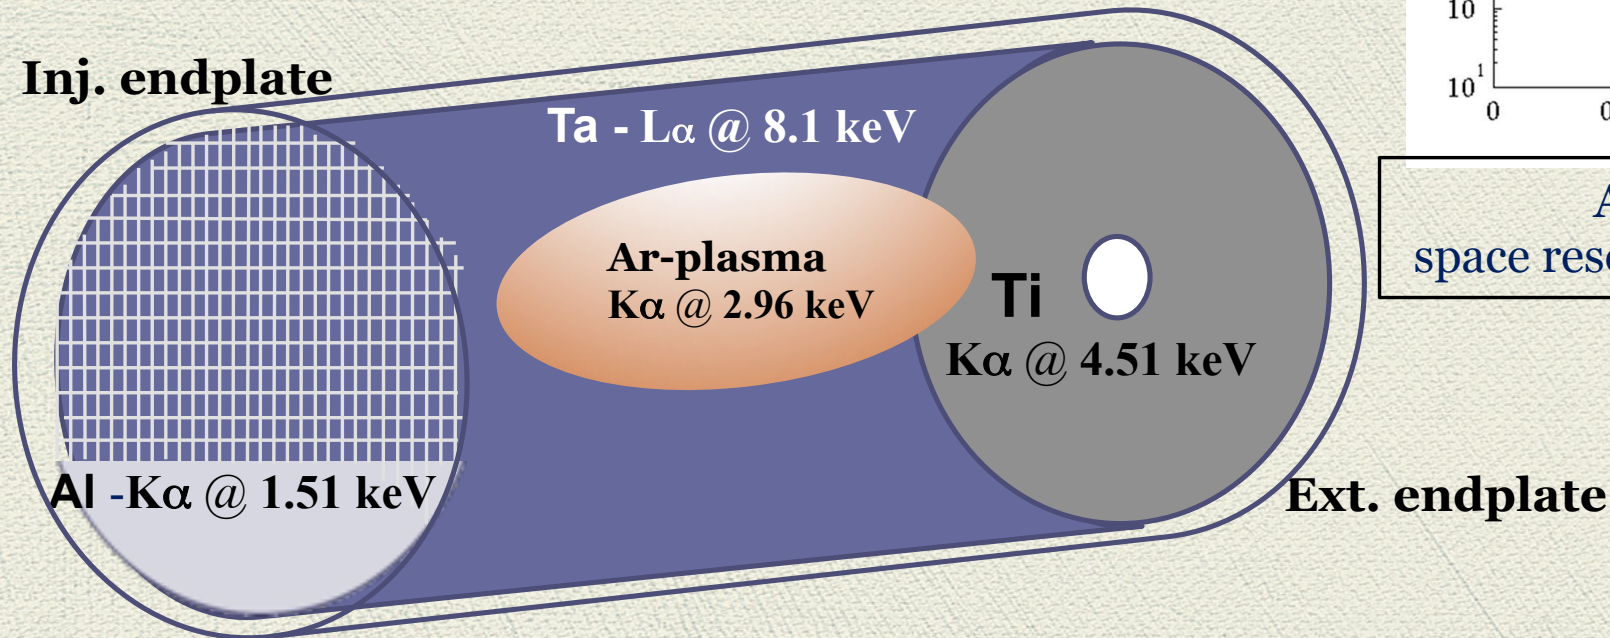 Inj. endplate
Ta - Lα @ 8.1 keV
Ar-plasma
Kα @ 2.96 keV
Ti
Kα @ 4.51 keV
Al -Kα @ 1.51 keV
Ext. endplate
10
10¹
0
A
space